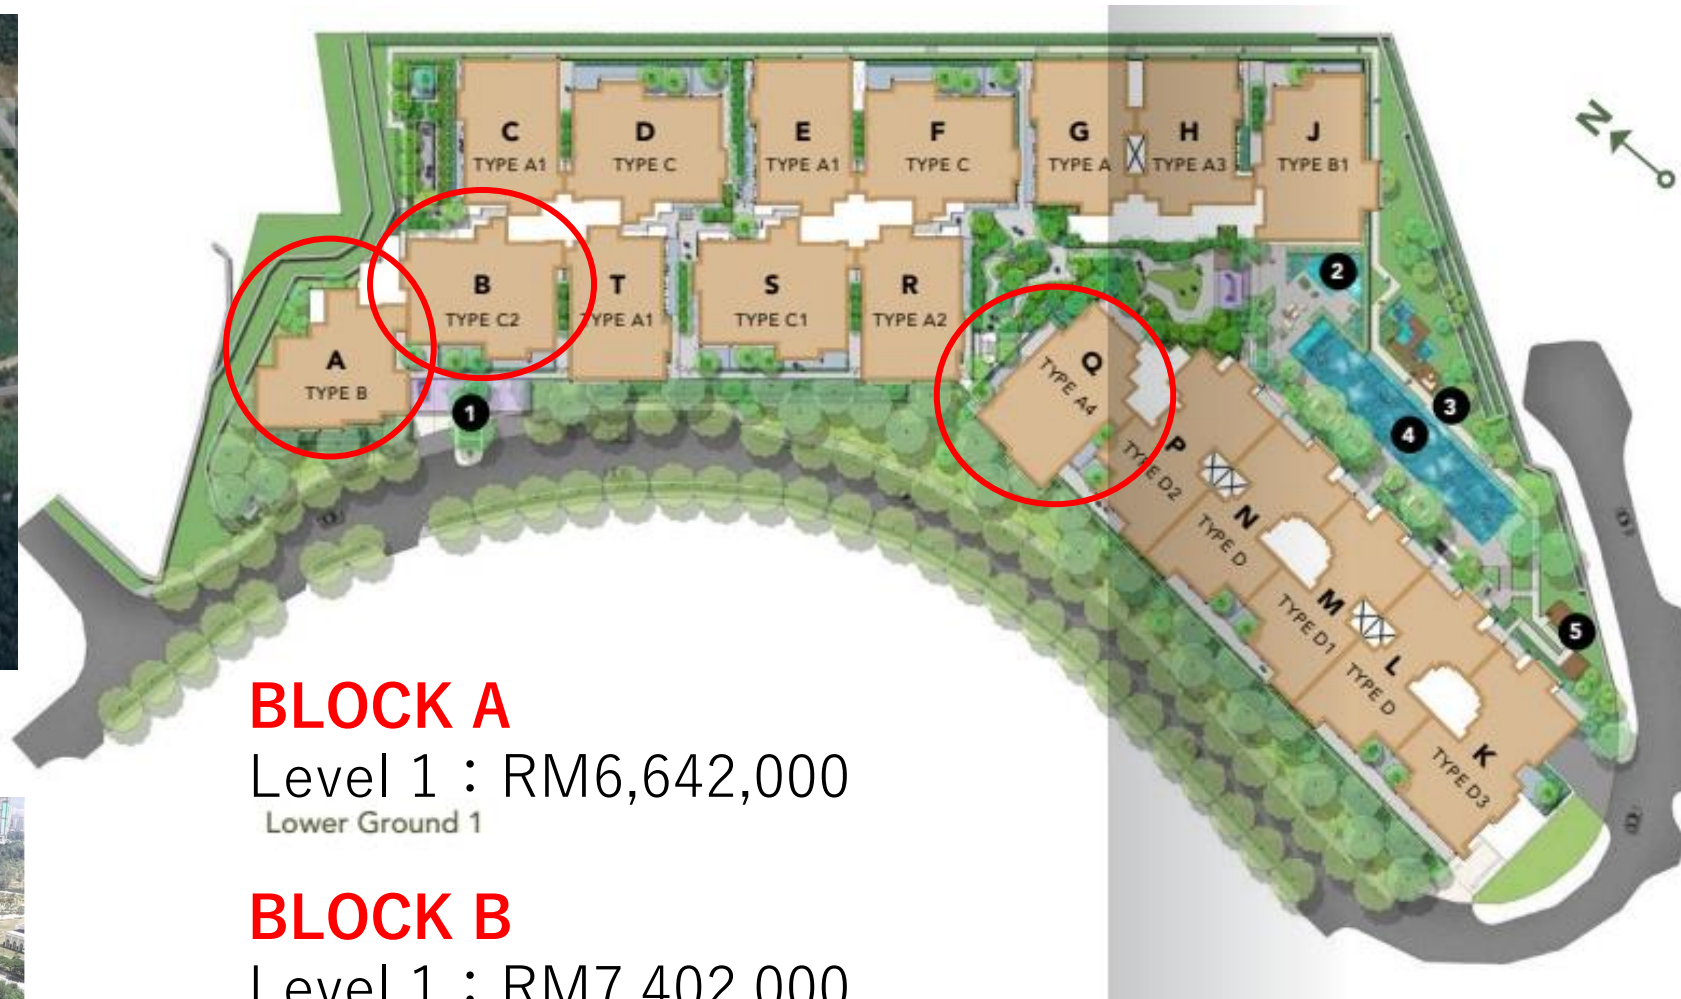 N
C
TYPE A1
D
TYPE C
E
TYPE A1
F
TYPE C
G
TYPE A
H
TYPE A3
J
TYPE B1
A
TYPE B
B
TYPE C2
T
TYPE A1
S
TYPE C1
R
TYPE A2
Q
TYPE A4
P
TYPE D2
N
TYPE D
M
TYPE D1
L
TYPE D
K
TYPE D3
1
2
3
4
5
BLOCK A
Level 1：RM6,642,000
Lower Ground 1
BLOCK B
Level 1：RM7,402,000